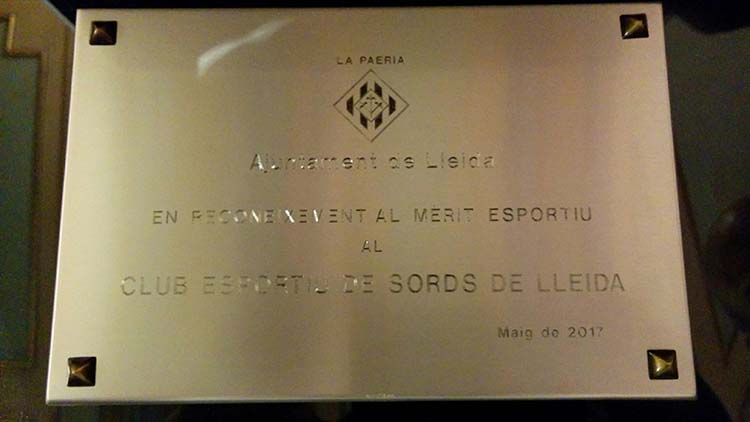 LA PAERIA
Ajuntament de Lleida
EN RECONEIXEMENT AL MÈRIT ESPORTIU
AL
CLUB ESPORTIU DE SORDS DE LLEIDA
Maig de 2017